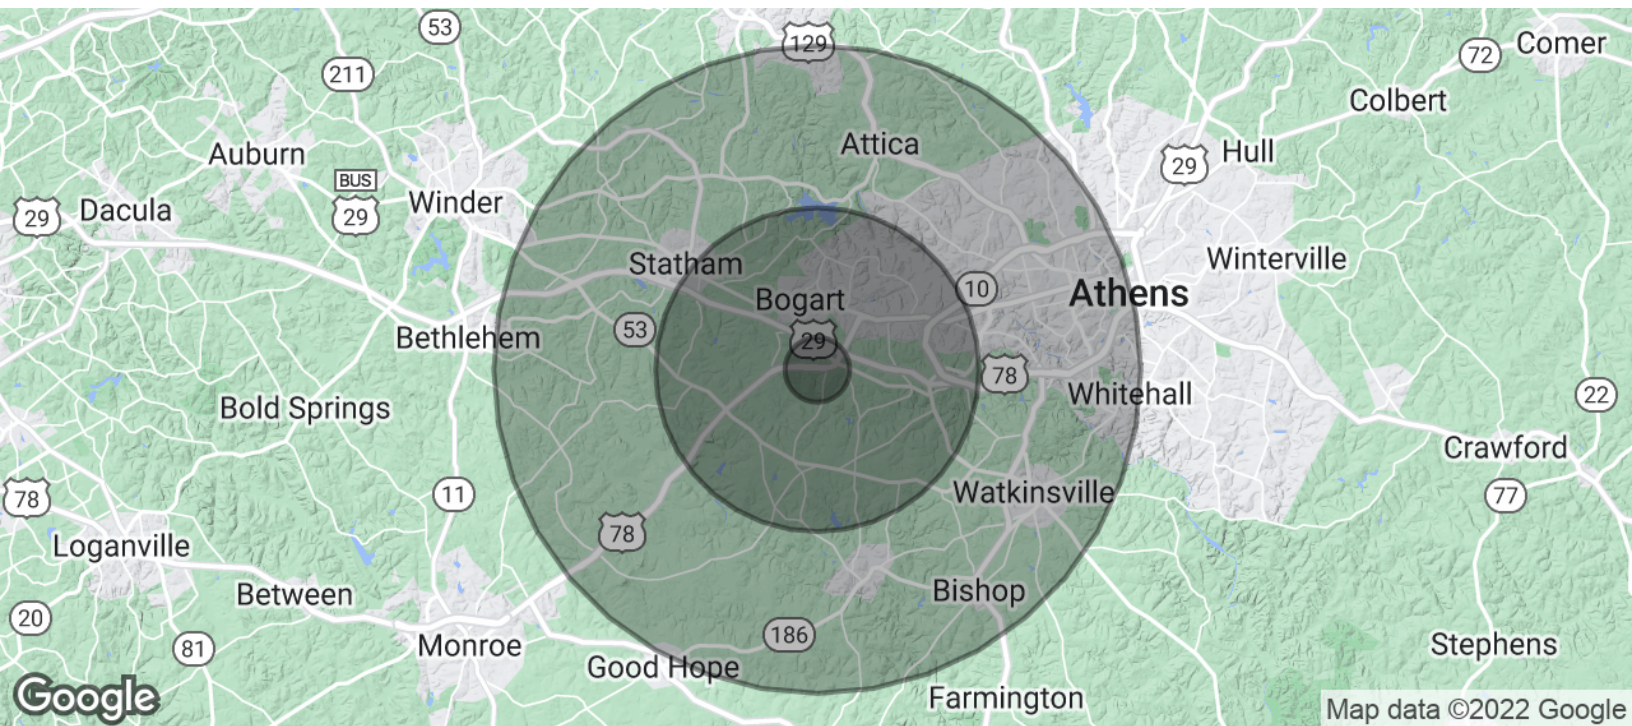 53
129
72
Comer
211
Colbert
Auburn
Attica
Hull
29
BUS
29
Dacula
Winder
29
Statham
Winterville
Bogart
10
Athens
53
29
Bethlehem
78
Whitehall
22
Bold Springs
Crawford
78
11
Watkinsville
77
78
Loganville
Between
Bishop
20
186
81
Monroe
Good Hope
Stephens
Google
Farmington
Map data ©2022 Google